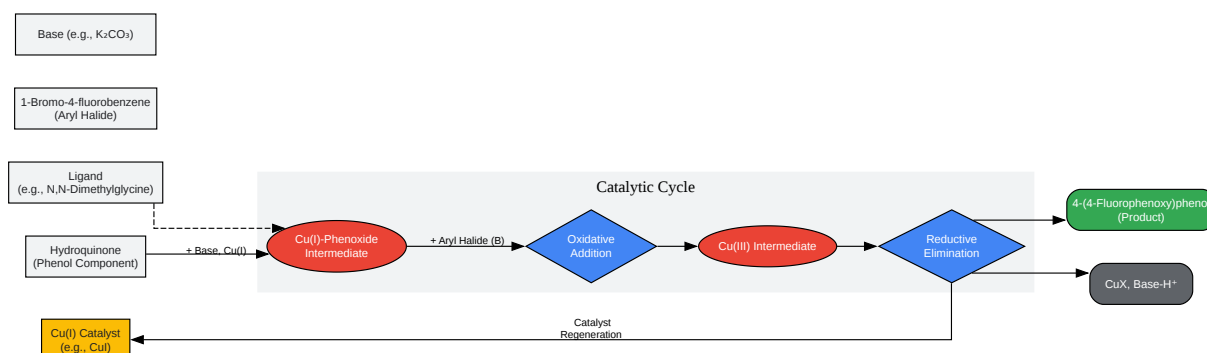 Base (e.g., K₂CO₃)
1-Bromo-4-fluorobenzene
(Aryl Halide)
Ligand
(e.g., N,N-Dimethylglycine)
Catalytic Cycle
Hydroquinone
(Phenol Component)
+ Base, Cu(I)
Cu(I)-Phenoxide
Intermediate
+ Aryl Halide (B)
Oxidative
Addition
Cu(III) Intermediate
Reductive
Elimination
4-(4-Fluorophenoxy)pheno
(Product)
CuX, Base-H⁺
Catalyst
Regeneration
Cu(I) Catalyst
(e.g., CuI)